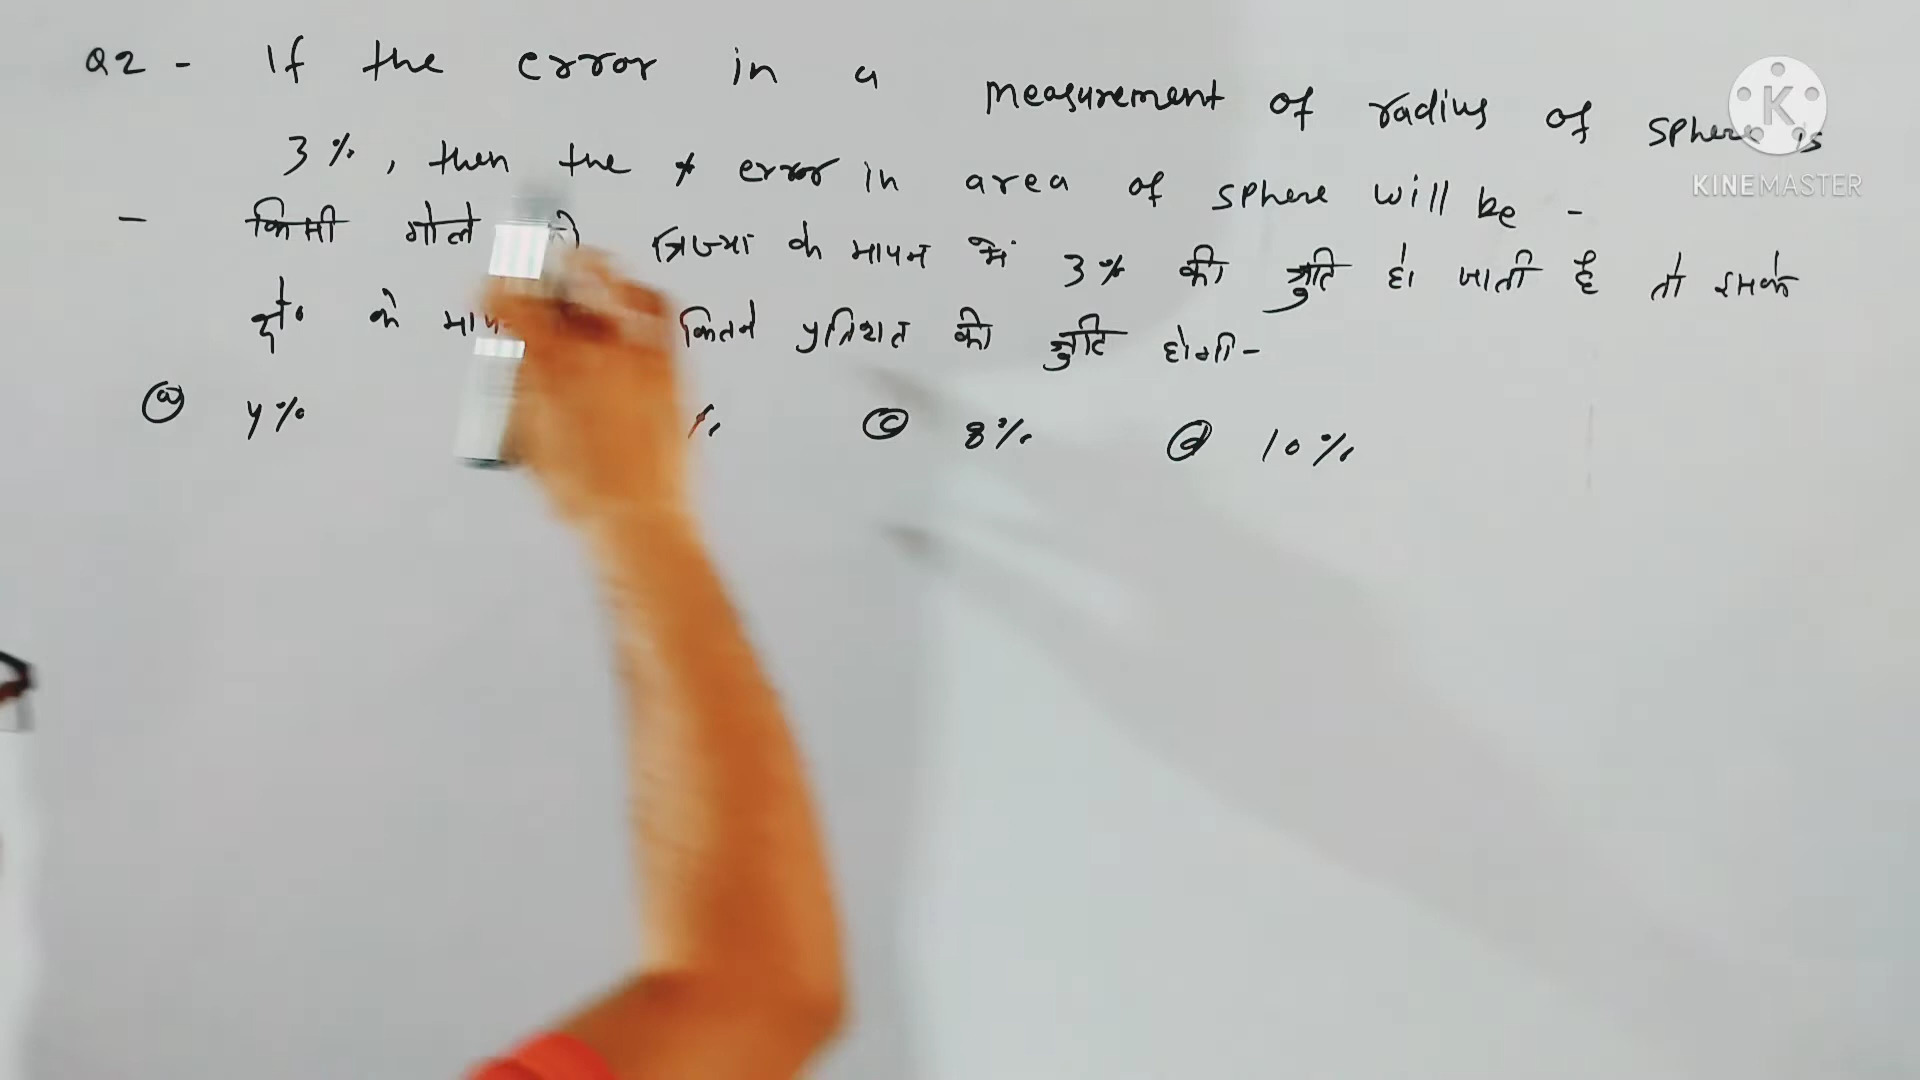 Q2 - If the error in a measurement of radius of sphere is
3%, then the % error in area of sphere will be -
- किसी गोले त्रिज्या के मापन में 3% की त्रुटि हो जाती है तो इसके
क्षे० के कितने प्रतिशत की त्रुटि होगी-
ⓐ 4% % ⓒ 8% ⓓ 10%
K
KINEMASTER